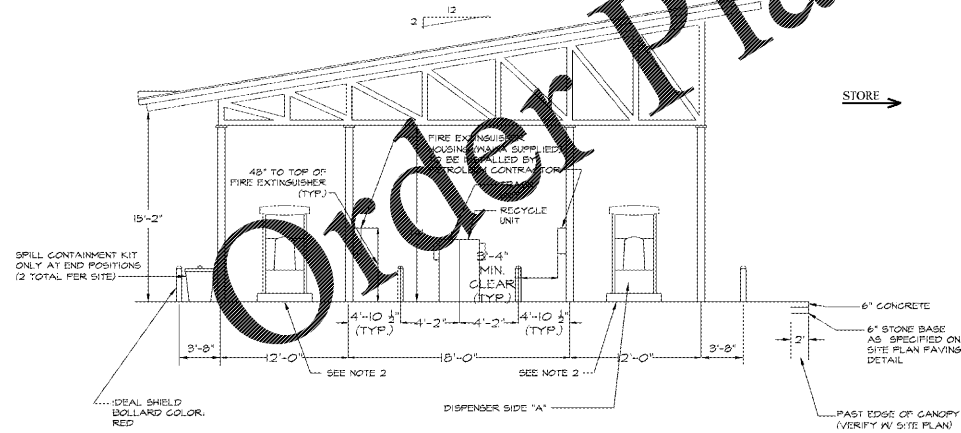 12
2
Order Pla
STORE
FIRE EXTINGUISHER
HOUSING (WAWA SUPPLIED)
TO BE INSTALLED BY
PETROLEUM CONTRACTOR
48" TO TOP OF
FIRE EXTINGUISHER
(TYP.)
TRASH
RECYCLE
UNIT
15'-2"
SPILL CONTAINMENT KIT
ONLY AT END POSITIONS
(2 TOTAL PER SITE)
3'-4"
MIN.
CLEAR
(TYP.)
6" CONCRETE
4'-10 ½"
(TYP.)
4'-2"
4'-2"
4'-10 ½"
(TYP.)
6" STONE BASE
AS SPECIFIED ON
SITE PLAN PAVING
DETAIL
2'
3'-8"
12'-0"
18'-0"
12'-0"
3'-8"
SEE NOTE 2
SEE NOTE 2
IDEAL SHIELD
BOLLARD COLOR:
RED
DISPENSER SIDE "A"
PAST EDGE OF CANOPY
(VERIFY W/ SITE PLAN)